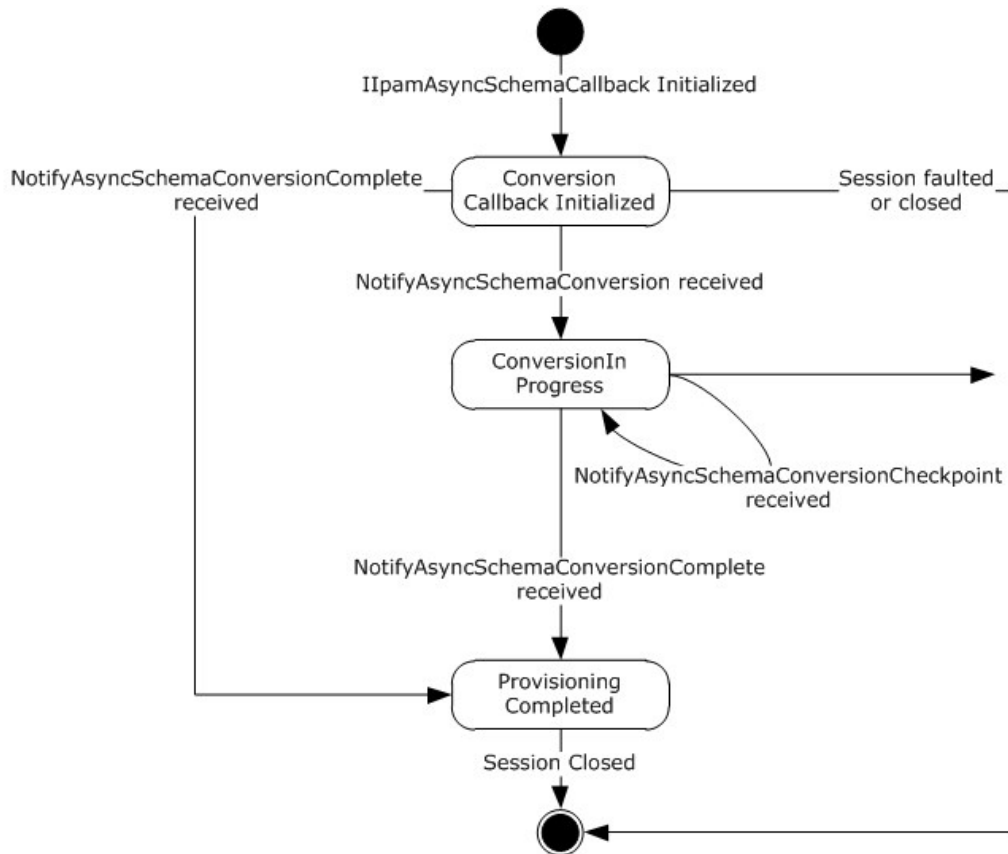 IIpamAsyncSchemaCallback Initialized
NotifyAsyncSchemaConversionComplete
received
Conversion
Callback Initialized
Session faulted
or closed
NotifyAsyncSchemaConversion received
ConversionIn
Progress
NotifyAsyncSchemaConversionCheckpoint
received
NotifyAsyncSchemaConversionComplete
received
Provisioning
Completed
Session Closed